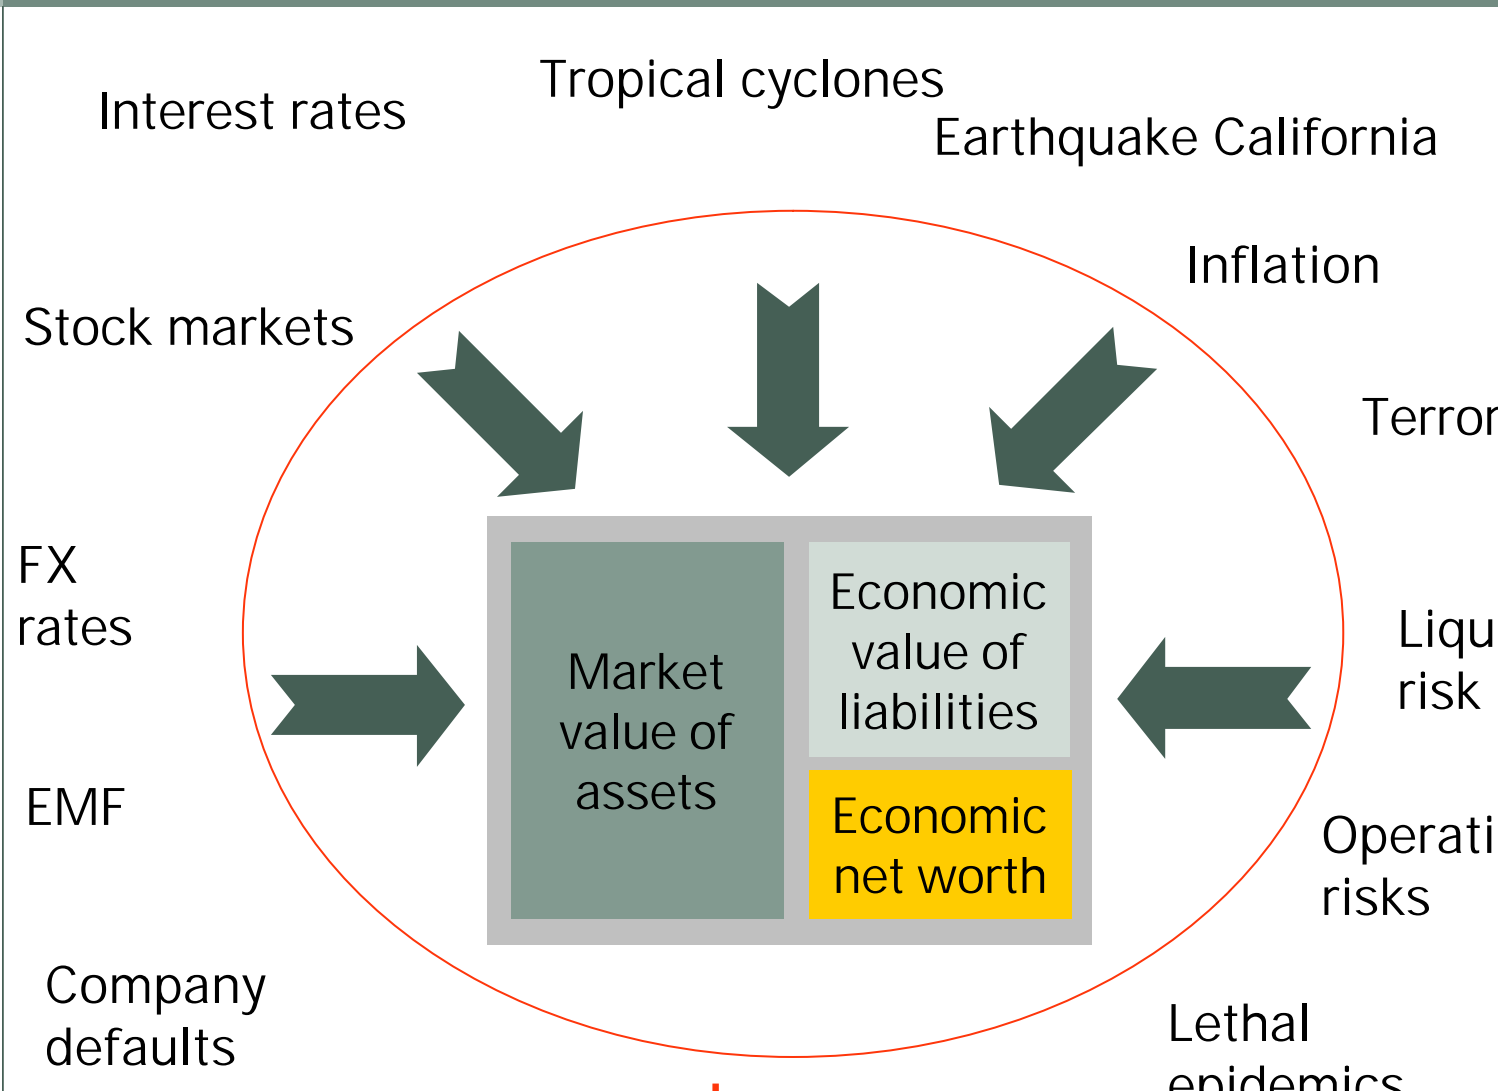 Tropical cyclones
Interest rates
Earthquake California
Inflation
Stock markets
Terror
FX
rates
Economic
value of
liabilities
Market
value of
assets
Liqu
risk
EMF
Economic
net worth
Operati
risks
Company
defaults
Lethal
epidemics